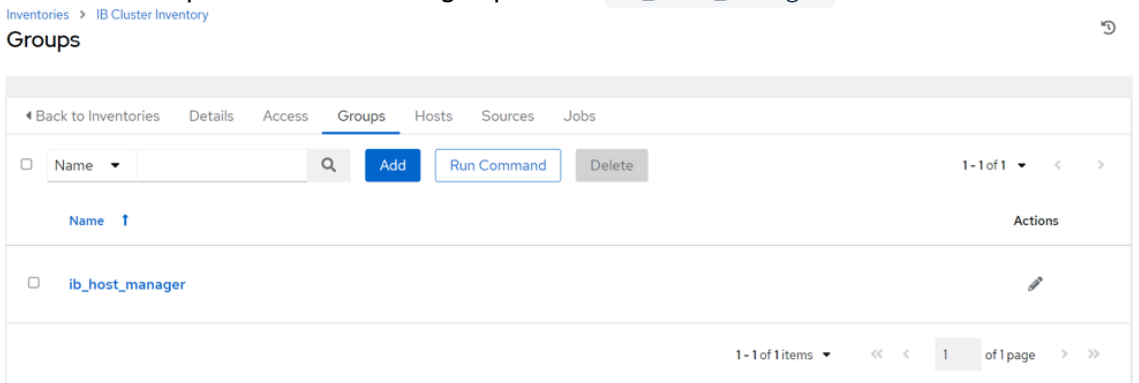 Inventories > IB Cluster Inventory
Groups
Back to Inventories Details Access Groups Hosts Sources Jobs
Name Add Run Command Delete 1-1 of 1
Name Actions
ib_host_manager
1-1 of 1 items 1 of 1 page